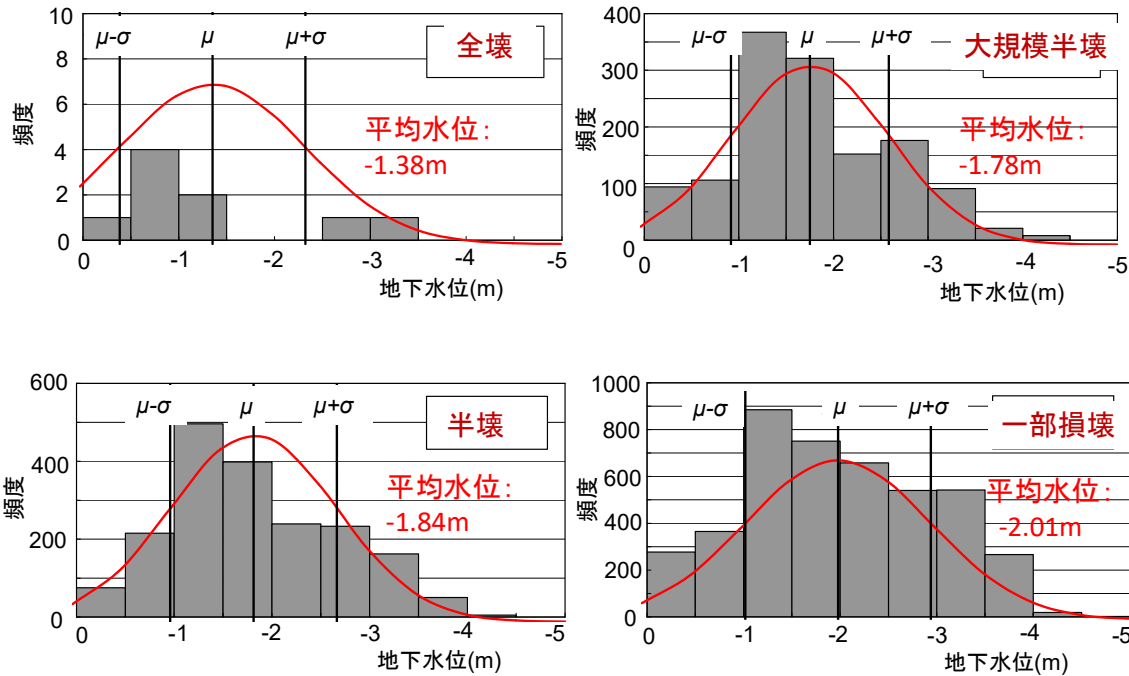 10
8
6
4
2
0
頻度
μ-σ
μ
μ+σ
全壊
平均水位:
-1.38m
0
-1
-2
-3
-4
-5
地下水位(m)
400
300
200
100
0
頻度
μ-σ
μ
μ+σ
大規模半壊
平均水位:
-1.78m
0
-1
-2
-3
-4
-5
地下水位(m)
600
400
200
0
頻度
μ-σ
μ
μ+σ
半壊
平均水位:
-1.84m
0
-1
-2
-3
-4
-5
地下水位(m)
1000
800
600
400
200
0
頻度
μ-σ
μ
μ+σ
一部損壊
平均水位:
-2.01m
0
-1
-2
-3
-4
-5
地下水位(m)